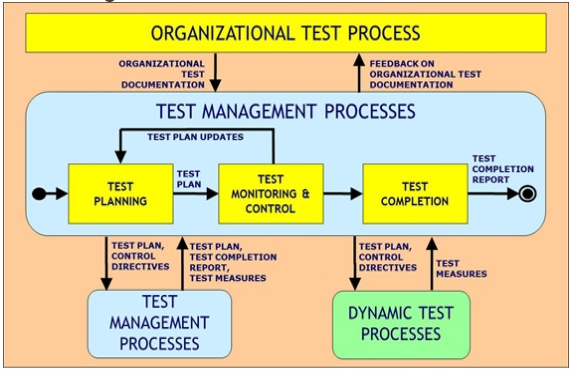 ORGANIZATIONAL TEST PROCESS
ORGANIZATIONAL
TEST
DOCUMENTATION
FEEDBACK ON
ORGANIZATIONAL TEST
DOCUMENTATION
TEST MANAGEMENT PROCESSES
TEST PLAN UPDATES
TEST
PLANNING
TEST
PLAN
TEST
MONITORING &
CONTROL
TEST
COMPLETION
TEST
COMPLETION
REPORT
TEST PLAN,
CONTROL
DIRECTIVES
TEST PLAN,
TEST COMPLETION
REPORT,
TEST MEASURES
TEST PLAN,
CONTROL
DIRECTIVES
TEST
MEASURES
TEST
MANAGEMENT
PROCESSES
DYNAMIC TEST
PROCESSES